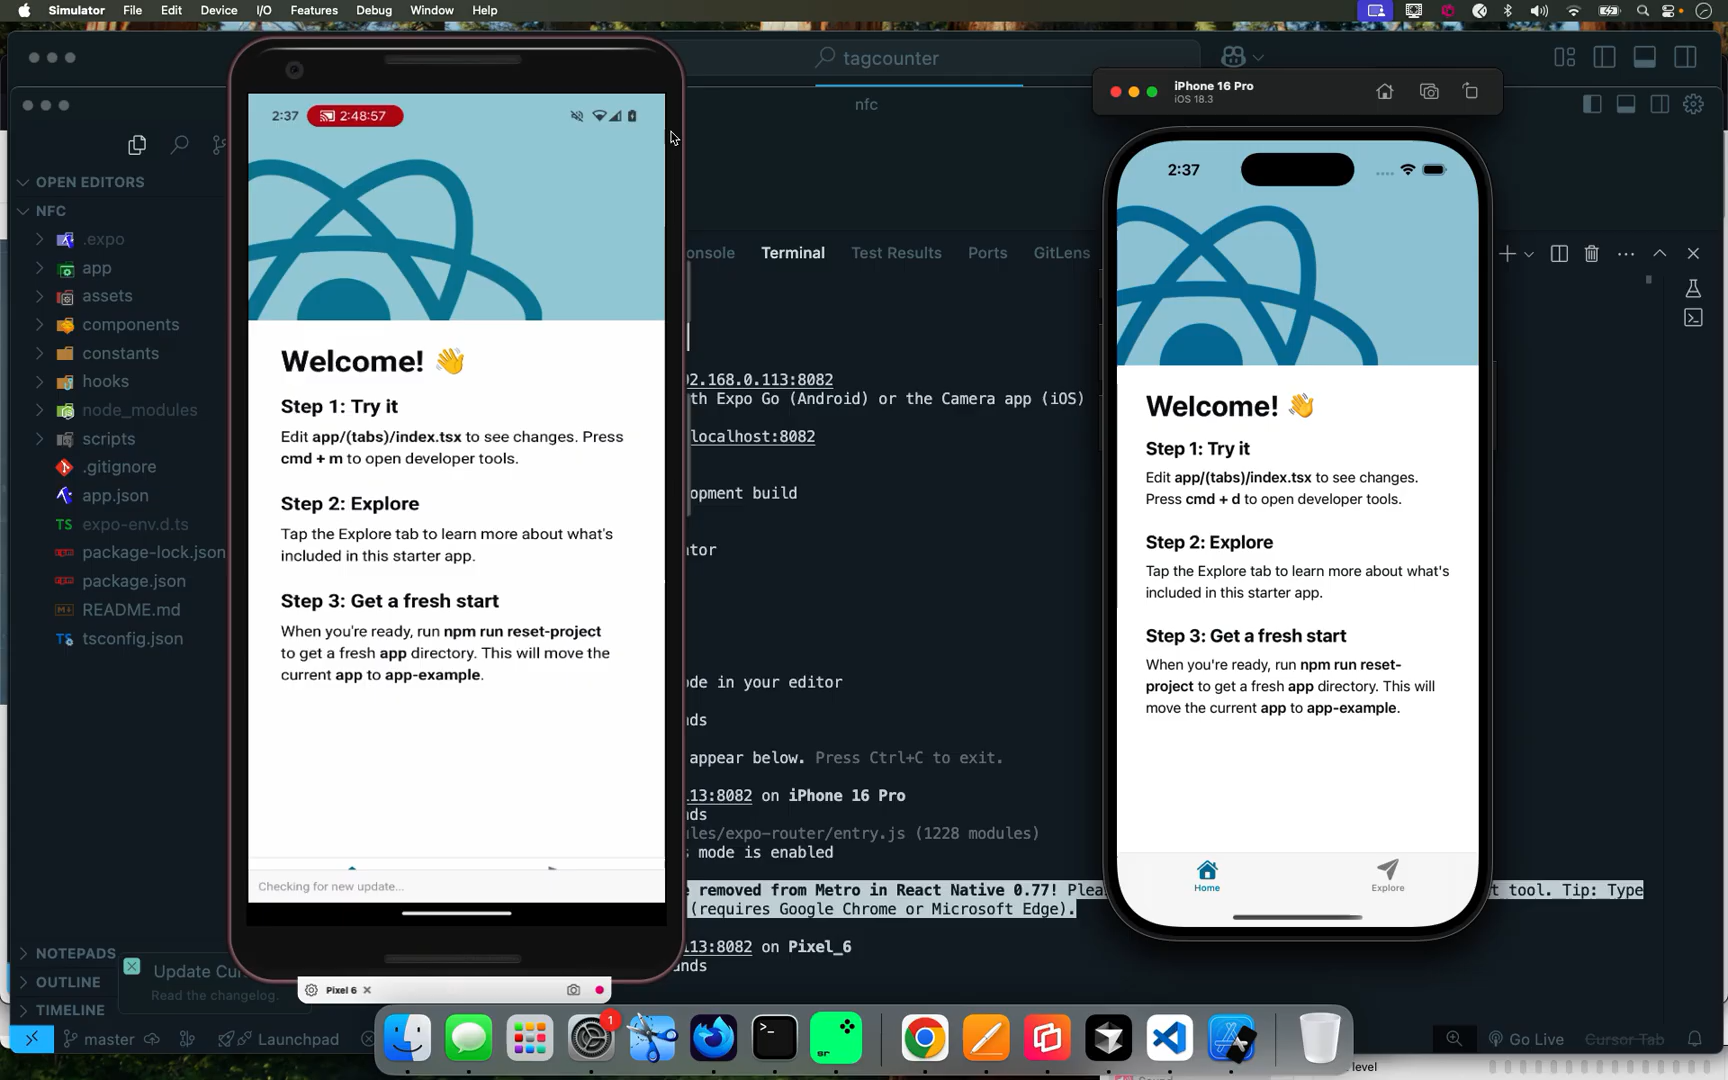 Simulator File Edit Device I/O Features Debug Window Help
tagcounter
nfc
OPEN EDITORS
NFC
.expo
app
assets
components
constants
hooks
node_modules
scripts
.gitignore
app.json
TS expo-env.d.ts
package-lock.json
package.json
README.md
TS tsconfig.json
NOTEPADS
OUTLINE
TIMELINE
Read the changelog.
master
Launchpad
2:37 2:48:57
Welcome! 👋
Step 1: Try it
Edit app/(tabs)/index.tsx to see changes. Press
cmd + m to open developer tools.
Step 2: Explore
Tap the Explore tab to learn more about what's
included in this starter app.
Step 3: Get a fresh start
When you're ready, run npm run reset-project
to get a fresh app directory. This will move the
current app to app-example.
Checking for new update...
Pixel 6
onsole Terminal Test Results Ports GitLens
02.168.0.113:8082
th Expo Go (Android) or the Camera app (iOS)
localhost:8082
opment build
ator
ode in your editor
nds
appear below. Press Ctrl+C to exit.
113:8082 on iPhone 16 Pro
nds
les/expo-router/entry.js (1228 modules)
s mode is enabled
e removed from Metro in React Native 0.77! Plea
t tool. Tip: Type
(requires Google Chrome or Microsoft Edge).
113:8082 on Pixel_6
ands
iPhone 16 Pro
iOS 18.3
2:37
Welcome! 👋
Step 1: Try it
Edit app/(tabs)/index.tsx to see changes.
Press cmd + d to open developer tools.
Step 2: Explore
Tap the Explore tab to learn more about what's
included in this starter app.
Step 3: Get a fresh start
When you're ready, run npm run reset-
project to get a fresh app directory. This will
move the current app to app-example.
Home
Explore
Go Live
Cursor Tab
1
sr
level